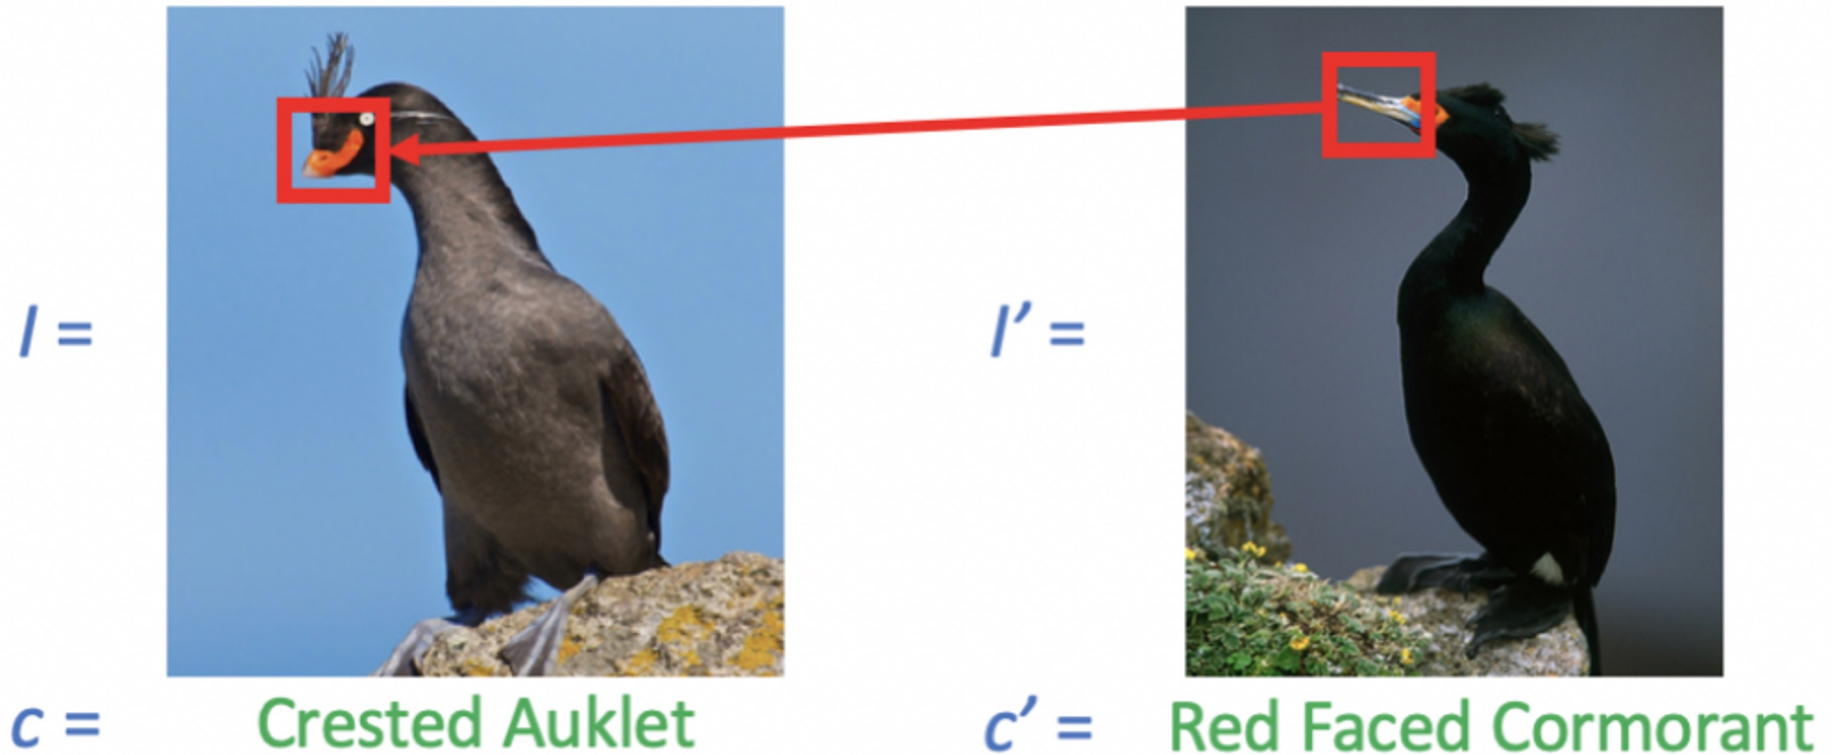 I =
I' =
c = Crested Auklet
c' = Red Faced Cormorant